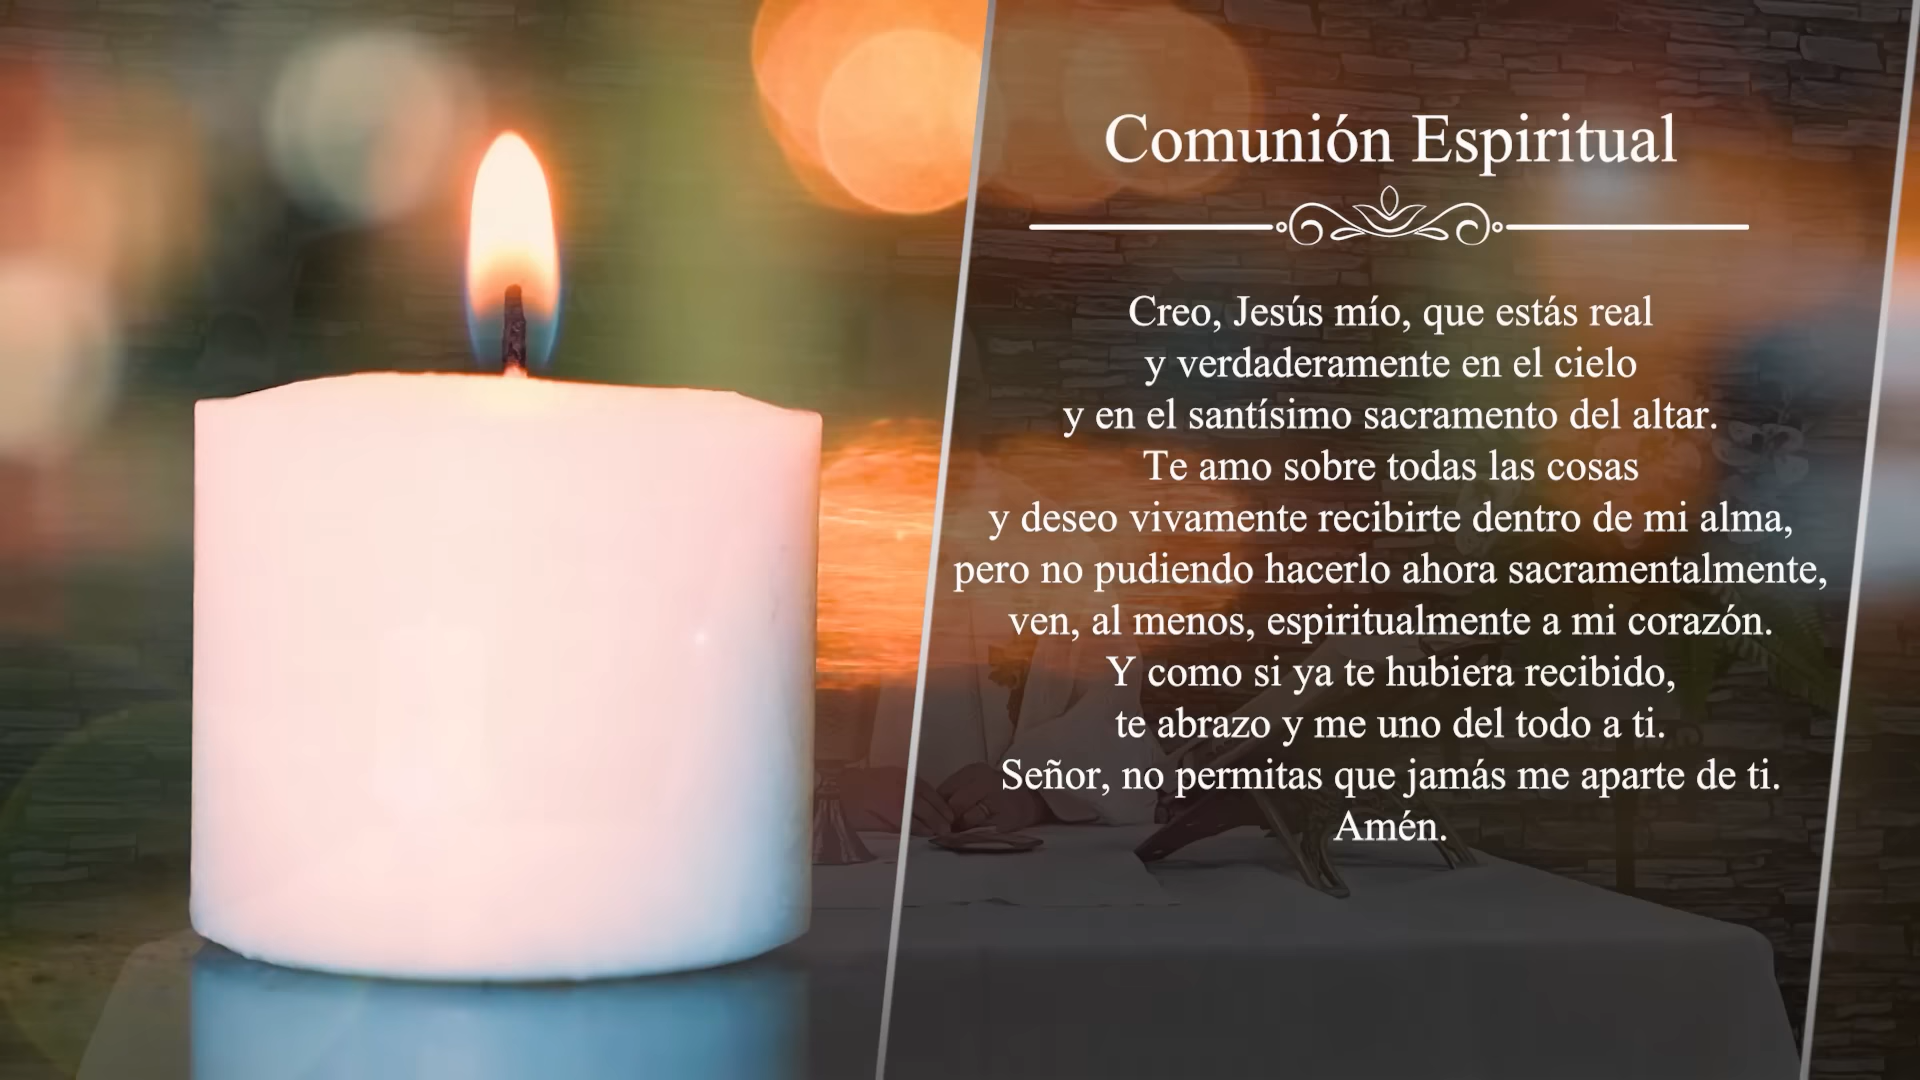 Comunión Espiritual
Creo, Jesús mío, que estás real
y verdaderamente en el cielo
y en el santísimo sacramento del altar.
Te amo sobre todas las cosas
y deseo vivamente recibirte dentro de mi alma,
pero no pudiendo hacerlo ahora sacramentalmente,
ven, al menos, espiritualmente a mi corazón.
Y como si ya te hubiera recibido,
te abrazo y me uno del todo a ti.
Señor, no permitas que jamás me aparte de ti.
Amén.